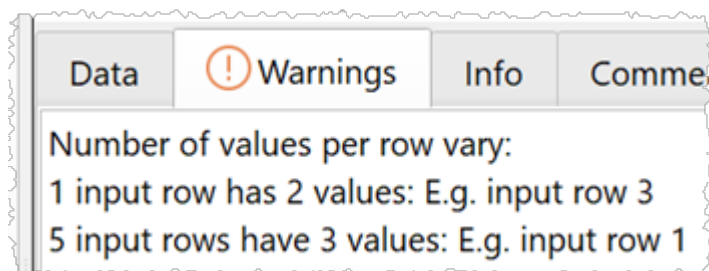 Data Warnings Info Comme
Number of values per row vary:
1 input row has 2 values: E.g. input row 3
5 input rows have 3 values: E.g. input row 1